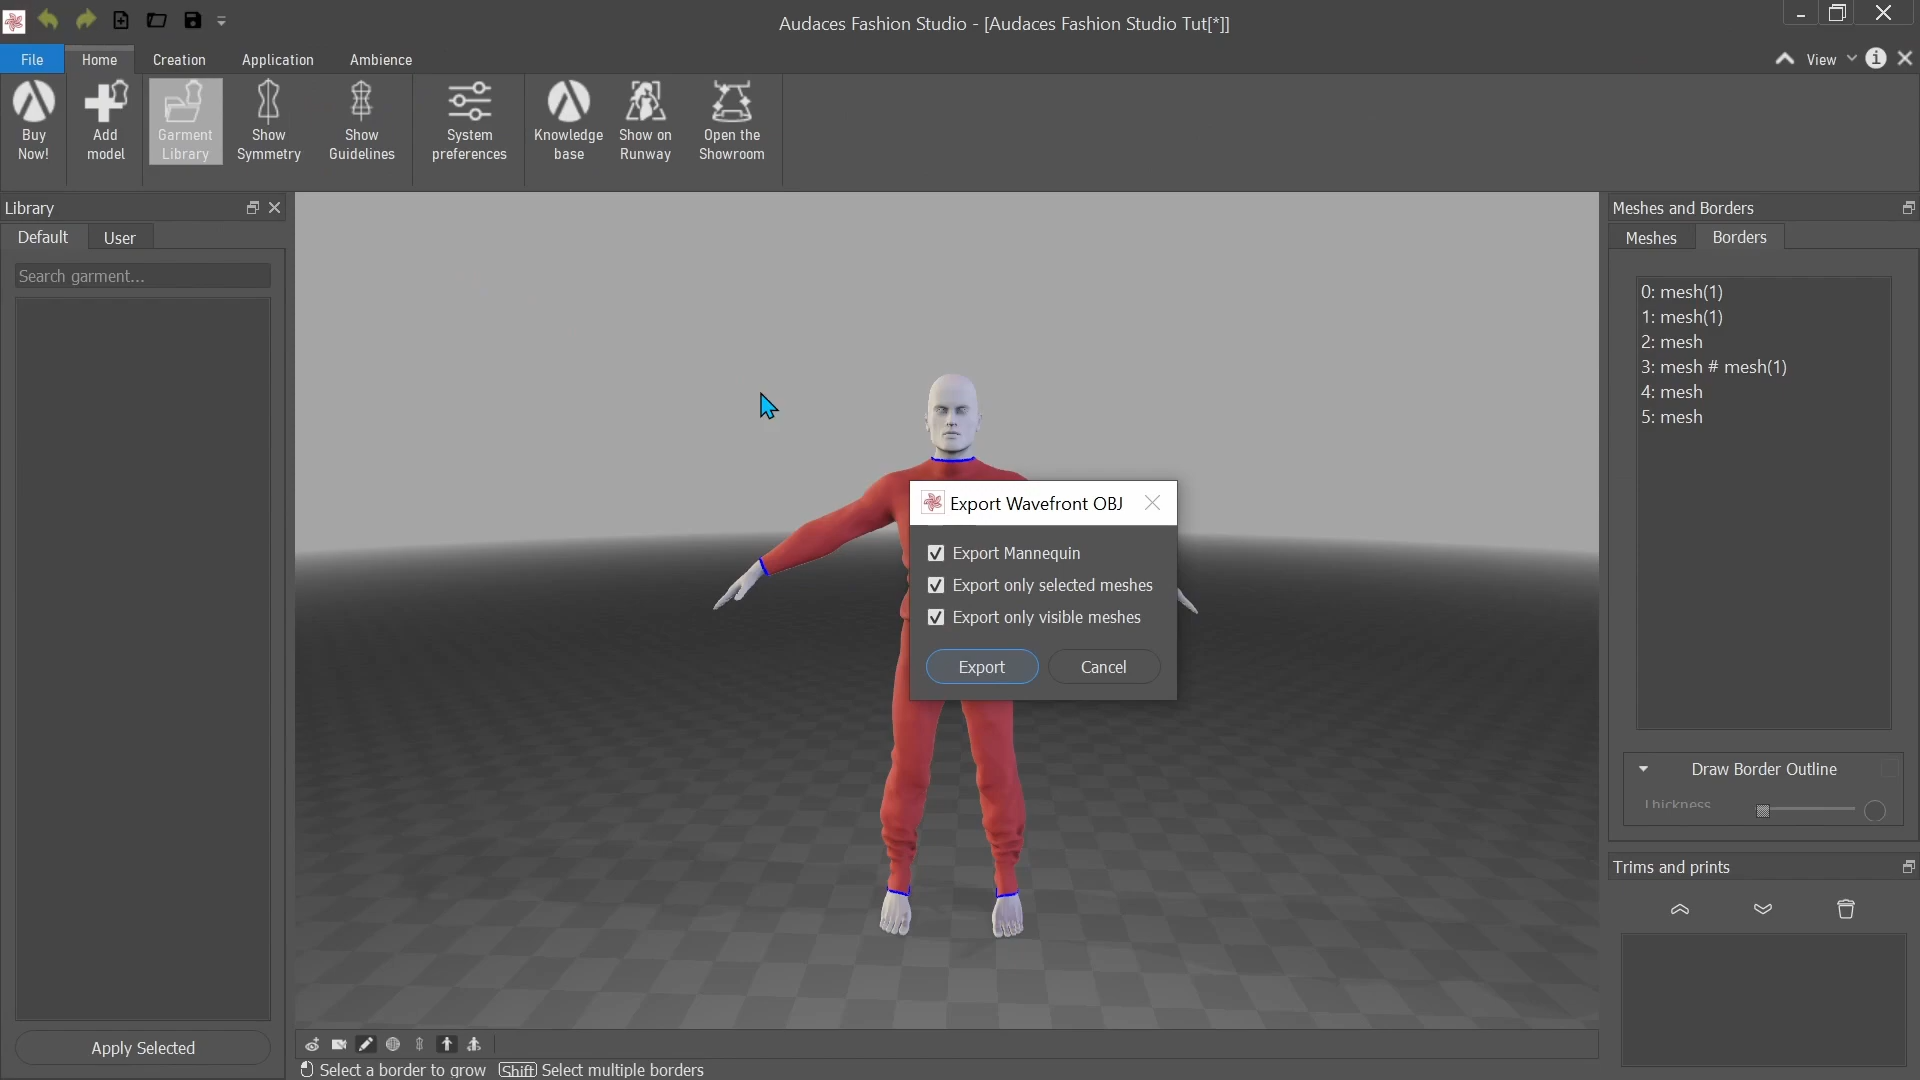 Audaces Fashion Studio - [Audaces Fashion Studio Tut[*]]
File
Home
Creation
Application
Ambience
View
Buy
Now!
Add
model
Garment
Library
Show
Symmetry
Show
Guidelines
System
preferences
Knowledge
base
Show on
Runway
Open the
Showroom
Library
Default
User
Search garment...
Apply Selected
Export Wavefront OBJ
Export Mannequin
Export only selected meshes
Export only visible meshes
Export
Cancel
Meshes and Borders
Meshes
Borders
0: mesh(1)
1: mesh(1)
2: mesh
3: mesh # mesh(1)
4: mesh
5: mesh
Draw Border Outline
Thickness
Trims and prints
Select a border to grow
Shift
Select multiple borders